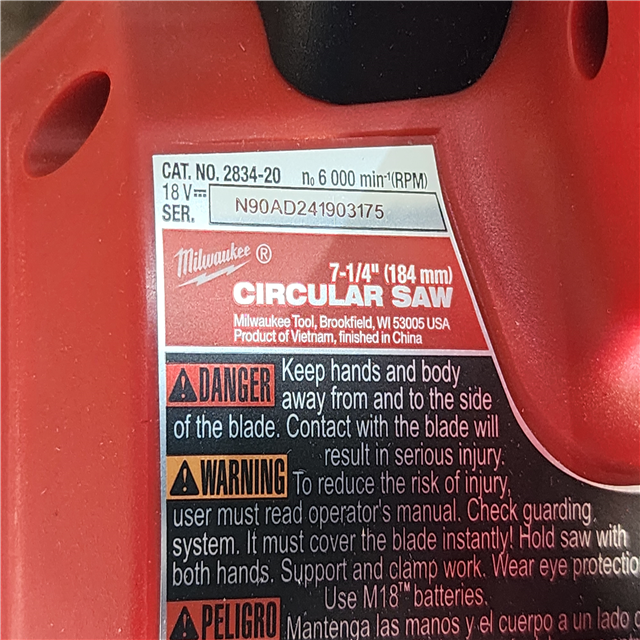 CAT. NO. 2834-20 n₀ 6 000 min⁻¹(RPM)
18 V⎓
SER. N90AD241903175
Milwaukee ®
7-1/4" (184 mm)
CIRCULAR SAW
Milwaukee Tool, Brookfield, WI 53005 USA
Product of Vietnam, finished in China
⚠DANGER Keep hands and body
away from and to the side
of the blade. Contact with the blade will
result in serious injury.
⚠WARNING To reduce the risk of injury,
user must read operator's manual. Check guarding
system. It must cover the blade instantly! Hold saw with
both hands. Support and clamp work. Wear eye protectio
Use M18™ batteries.
⚠PELIGRO Mantenga las manos y el cuerpo a un lado